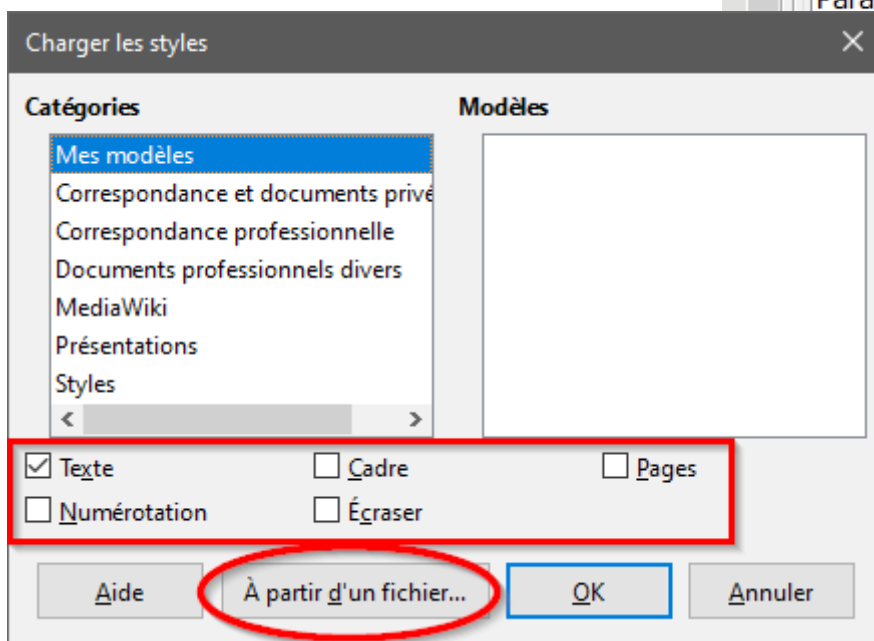 Para
Charger les styles
Catégories Modèles
Mes modèles
Correspondance et documents privé
Correspondance professionnelle
Documents professionnels divers
MediaWiki
Présentations
Styles
Texte Cadre Pages
Numérotation Écraser
Aide À partir d'un fichier... OK Annuler